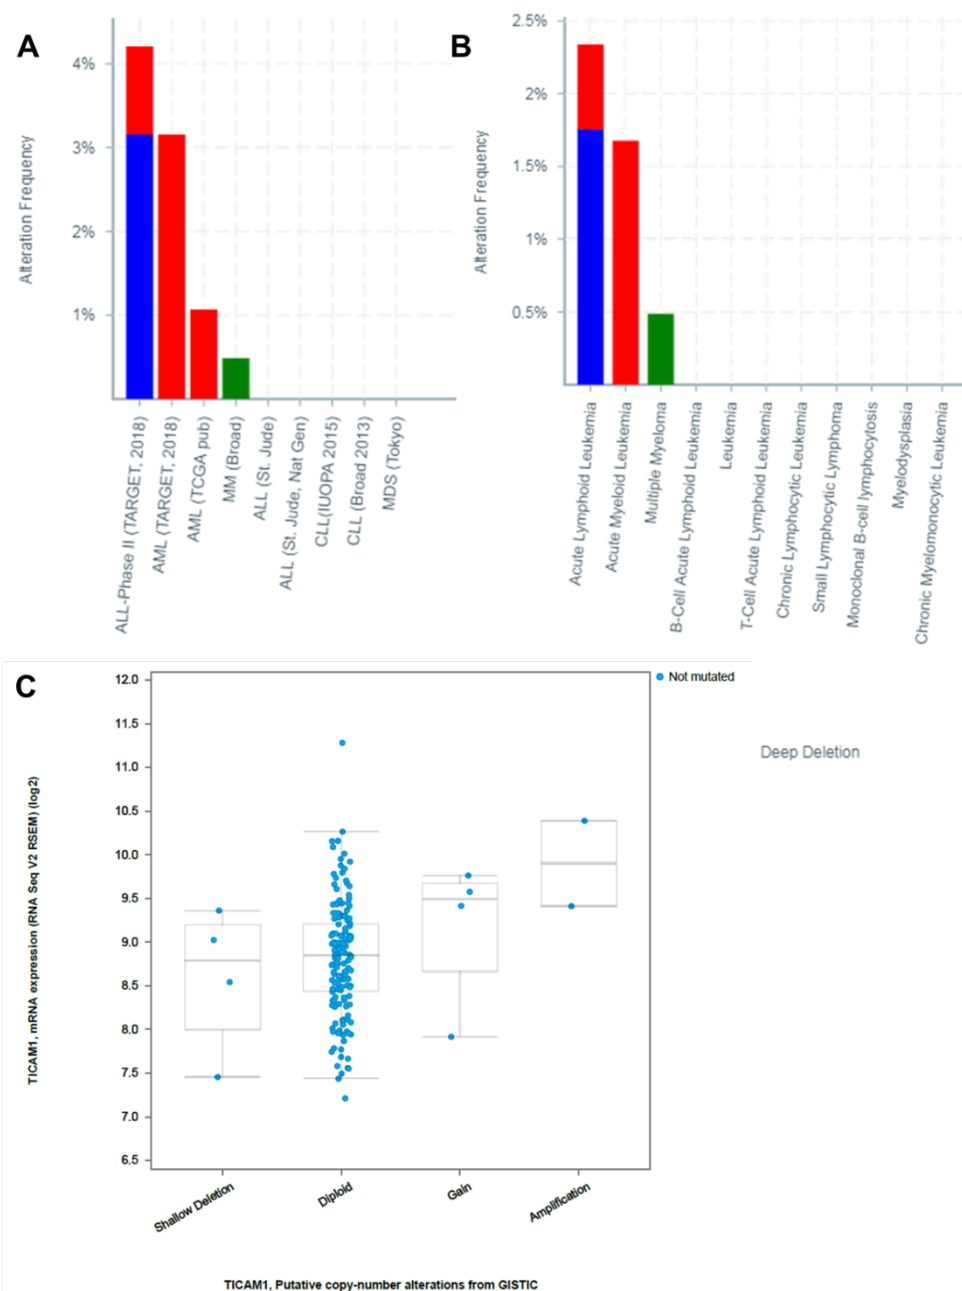 A
4%
3%
2%
1%
Alteration Frequency
ALL-Phase II (TARGET, 2018)
AML (TARGET, 2018)
AML (TCGA pub)
MM (Broad)
ALL (St. Jude)
ALL (St. Jude, Nat Gen)
CLL(IUOPA 2015)
CLL (Broad 2013)
MDS (Tokyo)
B
2.5%
2%
1.5%
1%
0.5%
Alteration Frequency
Acute Lymphoid Leukemia
Acute Myeloid Leukemia
Multiple Myeloma
B-Cell Acute Lymphoid Leukemia
Leukemia
T-Cell Acute Lymphoid Leukemia
Chronic Lymphocytic Leukemia
Small Lymphocytic Lymphoma
Monoclonal B-cell lymphocytosis
Myelodysplasia
Chronic Myelomonocytic Leukemia
C
12.0
11.5
11.0
10.5
10.0
9.5
9.0
8.5
8.0
7.5
7.0
6.5
TICAM1, mRNA expression (RNA Seq V2 RSEM) (log2)
Not mutated
Deep Deletion
Shallow Deletion
Diploid
Gain
Amplification
TICAM1, Putative copy-number alterations from GISTIC